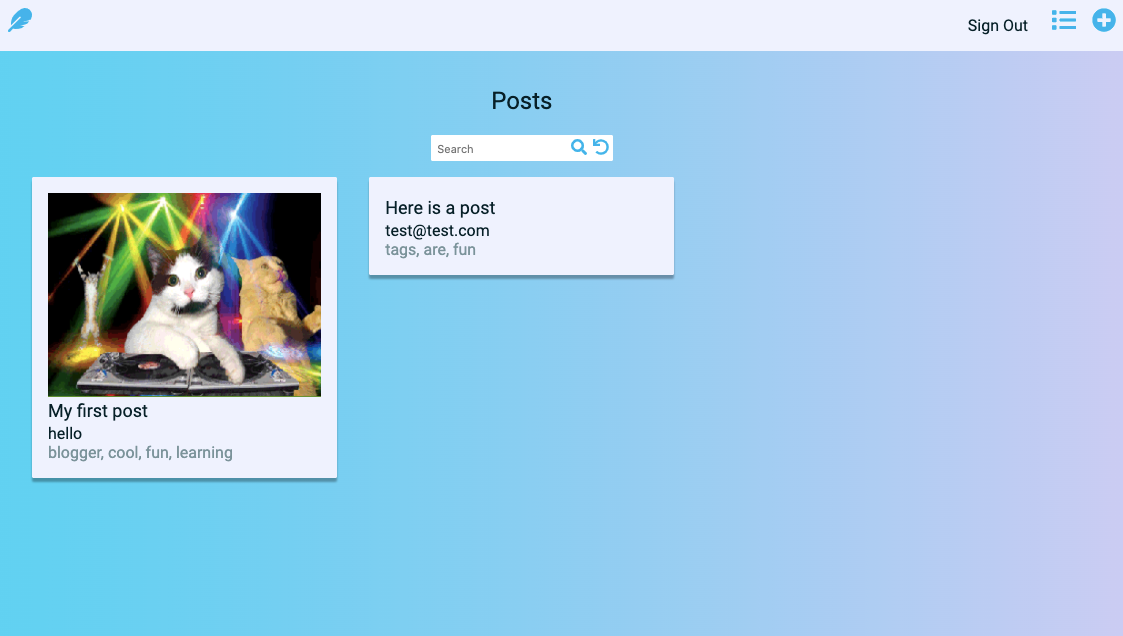 Sign Out
Posts
Search
My first post
hello
blogger, cool, fun, learning
Here is a post
test@test.com
tags, are, fun